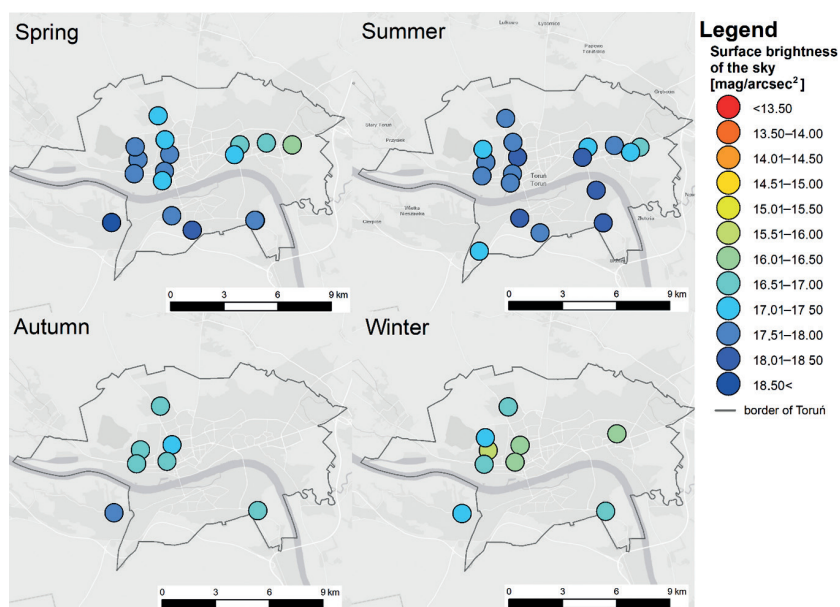 Spring
Summer
Toruń
Toruń
0 3 6 9 km
0 3 6 9 km
Autumn
Winter
0 3 6 9 km
0 3 6 9 km
Legend
Surface brightness
of the sky
[mag/arcsec²]
<13.50
13.50–14.00
14.01–14.50
14.51–15.00
15.01–15.50
15.51–16.00
16.01–16.50
16.51–17.00
17.01–17 50
17,51–18.00
18.01–18 50
18.50<
border of Toruń